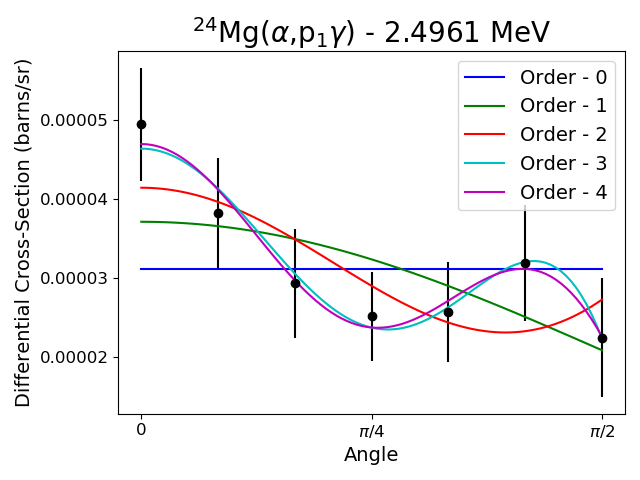 ²⁴Mg(α,p₁γ) - 2.4961 MeV
Differential Cross-Section (barns/sr)
0.00005
0.00004
0.00003
0.00002
Order - 0
Order - 1
Order - 2
Order - 3
Order - 4
0
π/4
π/2
Angle